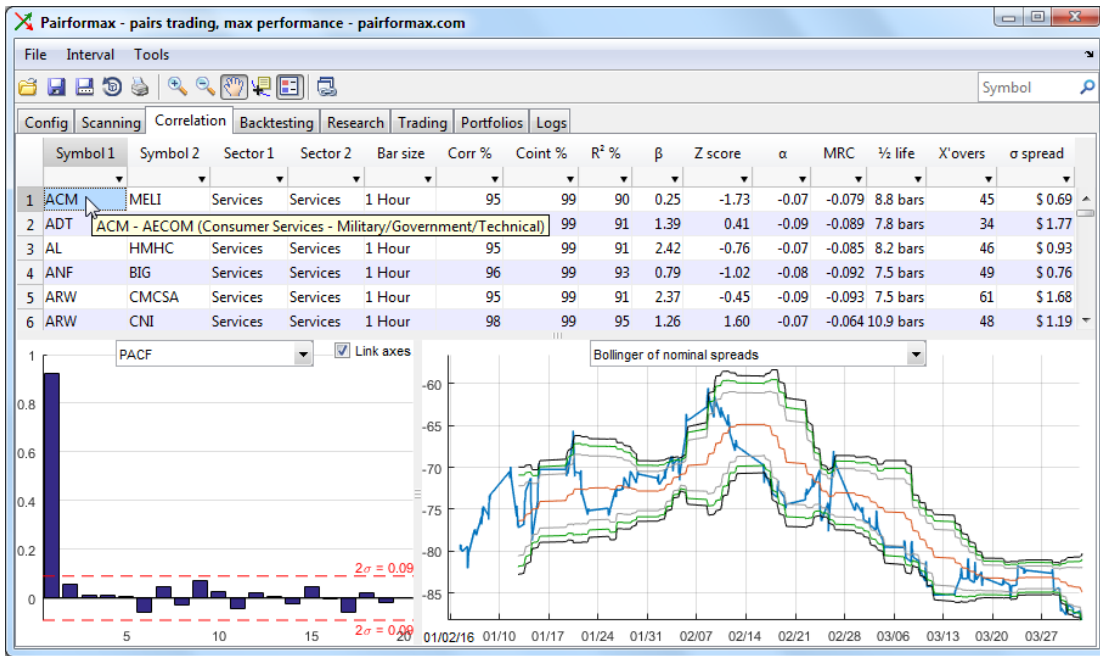 Pairformax - pairs trading, max performance - pairformax.com
File Interval Tools
Symbol
Config Scanning Correlation Backtesting Research Trading Portfolios Logs
Symbol 1 Symbol 2 Sector 1 Sector 2 Bar size Corr % Coint % R² % β Z score α MRC ½ life X'overs σ spread
1 ACM MELI Services Services 1 Hour 95 99 90 0.25 -1.73 -0.07 -0.079 8.8 bars 45 $ 0.69
2 ADT ACM - AECOM (Consumer Services - Military/Government/Technical) 99 91 1.39 0.41 -0.09 -0.089 7.8 bars 34 $ 1.77
3 AL HMHC Services Services 1 Hour 95 99 91 2.42 -0.76 -0.07 -0.085 8.2 bars 46 $ 0.93
4 ANF BIG Services Services 1 Hour 96 99 93 0.79 -1.02 -0.08 -0.092 7.5 bars 49 $ 0.76
5 ARW CMCSA Services Services 1 Hour 95 99 91 2.37 -0.45 -0.09 -0.093 7.5 bars 61 $ 1.68
6 ARW CNI Services Services 1 Hour 98 99 95 1.26 1.60 -0.07 -0.064 10.9 bars 48 $ 1.19
PACF Link axes
1
0.8
0.6
0.4
0.2
0
2σ = 0.09
2σ = 0.09
5 10 15 20
Bollinger of nominal spreads
-60
-65
-70
-75
-80
-85
01/02/16 01/10 01/17 01/24 01/31 02/07 02/14 02/21 02/28 03/06 03/13 03/20 03/27